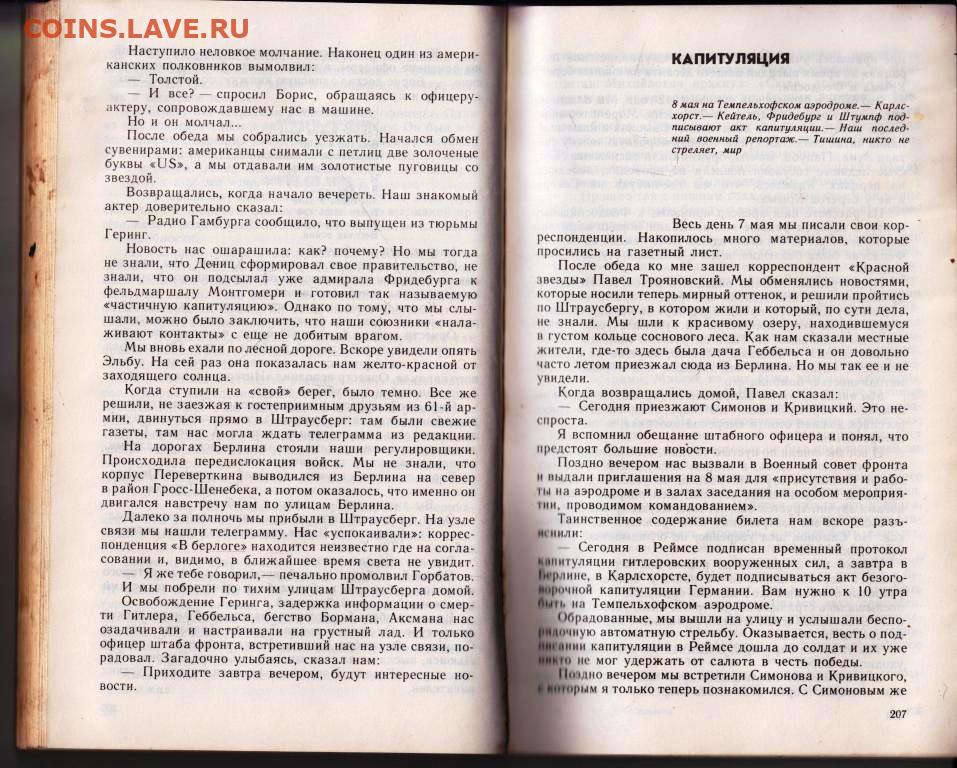 COINS.LAVE.RU
Наступило неловкое молчание. Наконец один из амери-
канских полковников вымолвил:
— Толстой.
— И все? — спросил Борис, обращаясь к офицеру-
актеру, сопровождавшему нас в машине.
Но и он молчал...
После обеда мы собрались уезжать. Начался обмен
сувенирами: американцы снимали с петлиц две золоченые
буквы «US», а мы отдавали им золотистые пуговицы со
звездой.
Возвращались, когда начало вечереть. Наш знакомый
актер доверительно сказал:
— Радио Гамбурга сообщило, что выпущен из тюрьмы
Геринг.
Новость нас ошарашила: как? почему? Но мы тогда
не знали, что Дениц сформировал свое правительство, не
знали, что он подсылал уже адмирала Фридебурга к
фельдмаршалу Монтгомери и готовил так называемую
«частичную капитуляцию». Однако по тому, что мы слы-
шали, можно было заключить, что наши союзники «нала-
живают контакты» с еще не добитым врагом.
Мы вновь ехали по лесной дороге. Вскоре увидели опять
Эльбу. На сей раз она показалась нам желто-красной от
заходящего солнца.
Когда ступили на «свой» берег, было темно. Все же
решили, не заезжая к гостеприимным друзьям из 61-й ар-
мии, двинуться прямо в Штраусберг: там были свежие
газеты, там нас могла ждать телеграмма из редакции.
На дорогах Берлина стояли наши регулировщики.
Происходила передислокация войск. Мы не знали, что
корпус Переверткина выводился из Берлина на север
в район Гросс-Шенебека, а потом оказалось, что именно он
двигался навстречу нам по улицам Берлина.
Далеко за полночь мы прибыли в Штраусберг. На узле
связи мы нашли телеграмму. Нас «успокаивали»: коррес-
понденция «В берлоге» находится неизвестно где на согла-
совании и, видимо, в ближайшее время света не увидит.
— Я же тебе говорил,— печально промолвил Горбатов.
И мы побрели по тихим улицам Штраусберга домой.
Освобождение Геринга, задержка информации о смер-
ти Гитлера, Геббельса, бегство Бормана, Аксмана нас
озадачивали и настраивали на грустный лад. И только
офицер штаба фронта, встретивший нас на узле связи, по-
радовал. Загадочно улыбаясь, сказал нам:
— Приходите завтра вечером, будут интересные но-
вости.
КАПИТУЛЯЦИЯ
8 мая на Темпельхофском аэродроме.— Карлс-
хорст.— Кейтель, Фридебург и Штумпф под-
писывают акт капитуляции.— Наш послед-
ний военный репортаж.— Тишина, никто не
стреляет, мир
Весь день 7 мая мы писали свои кор-
респонденции. Накопилось много материалов, которые
просились на газетный лист.
После обеда ко мне зашел корреспондент «Красной
звезды» Павел Трояновский. Мы обменялись новостями,
которые носили теперь мирный оттенок, и решили пройтись
по Штраусбергу, в котором жили и который, по сути дела,
не знали. Мы шли к красивому озеру, находившемуся
в густом кольце соснового леса. Как нам сказали местные
жители, где-то здесь была дача Геббельса и он довольно
часто летом приезжал сюда из Берлина. Но мы так ее и не
увидели.
Когда возвращались домой, Павел сказал:
— Сегодня приезжают Симонов и Кривицкий. Это не-
спроста.
Я вспомнил обещание штабного офицера и понял, что
предстоят большие новости.
Поздно вечером нас вызвали в Военный совет фронта
и выдали приглашения на 8 мая для «присутствия и рабо-
ты на аэродроме и в залах заседания на особом мероприя-
тии, проводимом командованием».
Таинственное содержание билета нам вскоре разъ-
яснили:
— Сегодня в Реймсе подписан временный протокол
капитуляции гитлеровских вооруженных сил, а завтра в
Берлине, в Карлсхорсте, будет подписываться акт безого-
ворочной капитуляции Германии. Вам нужно к 10 утра
быть на Темпельхофском аэродроме.
Обрадованные, мы вышли на улицу и услышали беспо-
рядочную автоматную стрельбу. Оказывается, весть о под-
писании капитуляции в Реймсе дошла до солдат и их уже
никто не мог удержать от салюта в честь победы.
Поздно вечером мы встретили Симонова и Кривицкого,
с которым я только теперь познакомился. С Симоновым же
207